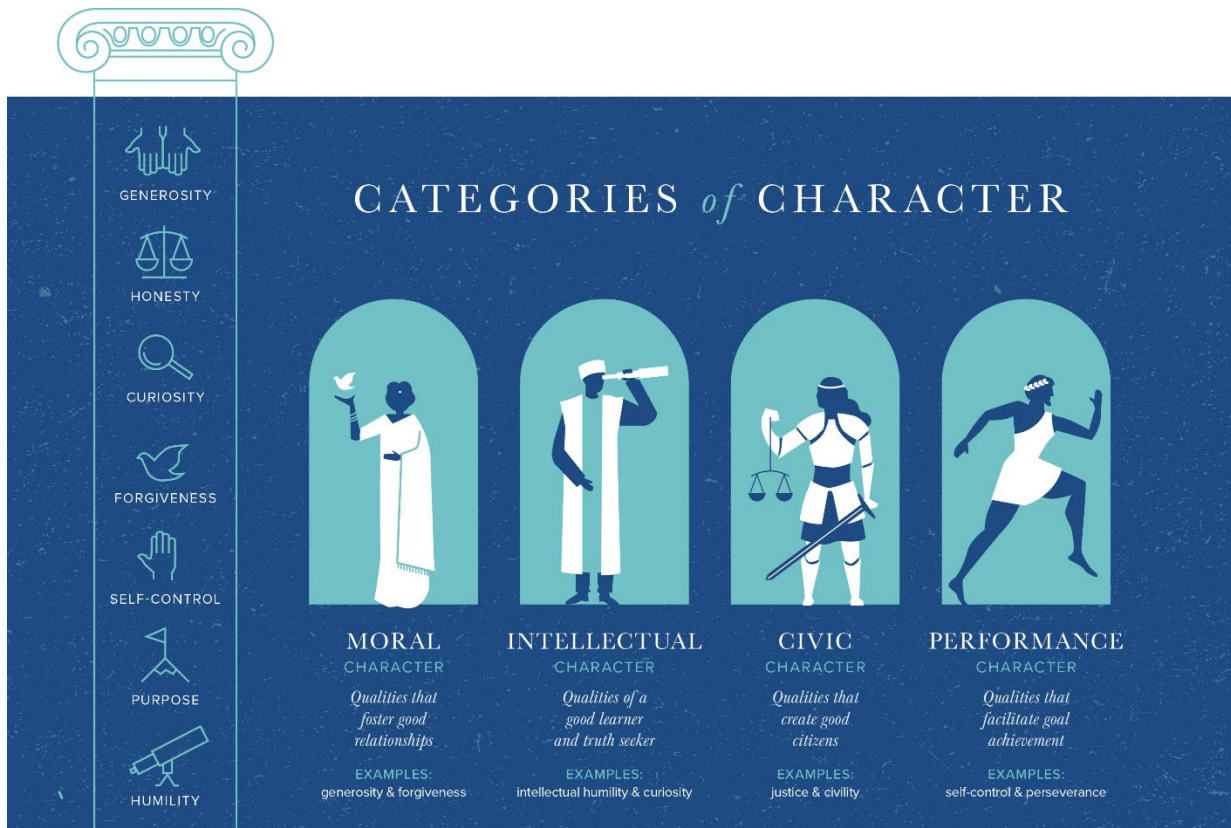 GENEROSITY
HONESTY
CURIOSITY
FORGIVENESS
SELF-CONTROL
PURPOSE
HUMILITY
CATEGORIES of CHARACTER
MORAL
CHARACTER
Qualities that
foster good
relationships
EXAMPLES:
generosity & forgiveness
INTELLECTUAL
CHARACTER
Qualities of a
good learner
and truth seeker
EXAMPLES:
intellectual humility & curiosity
CIVIC
CHARACTER
Qualities that
create good
citizens
EXAMPLES:
justice & civility
PERFORMANCE
CHARACTER
Qualities that
facilitate goal
achievement
EXAMPLES:
self-control & perseverance